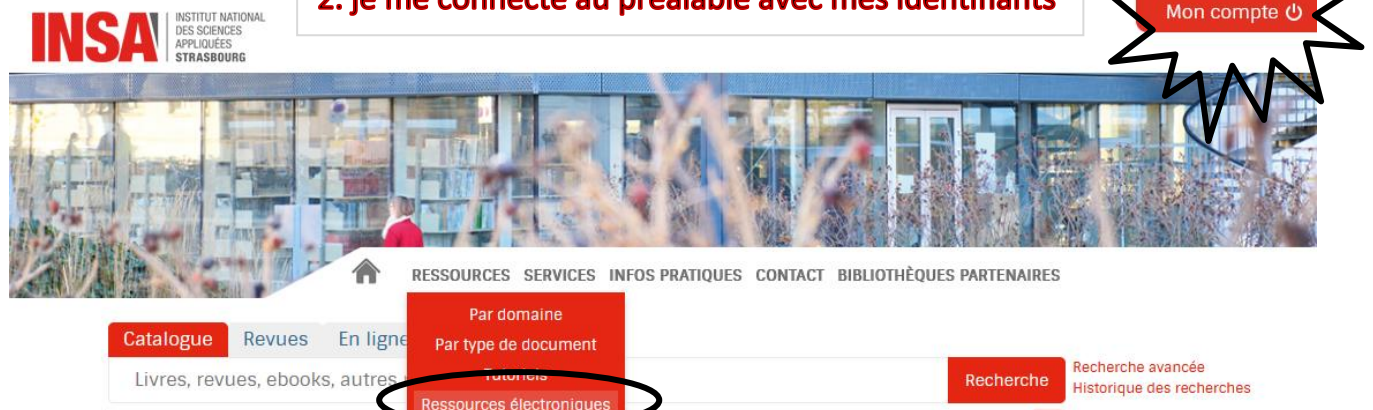 2. je me connecte au préalable avec mes identifiants
Mon compte
INSA
INSTITUT NATIONAL
DES SCIENCES
APPLIQUÉES
STRASBOURG
RESSOURCES SERVICES INFOS PRATIQUES CONTACT BIBLIOTHÈQUES PARTENAIRES
Par domaine
Par type de document
Tutoriels
Ressources électroniques
Catalogue Revues En ligne
Livres, revues, ebooks, autres
Recherche
Recherche avancée
Historique des recherches